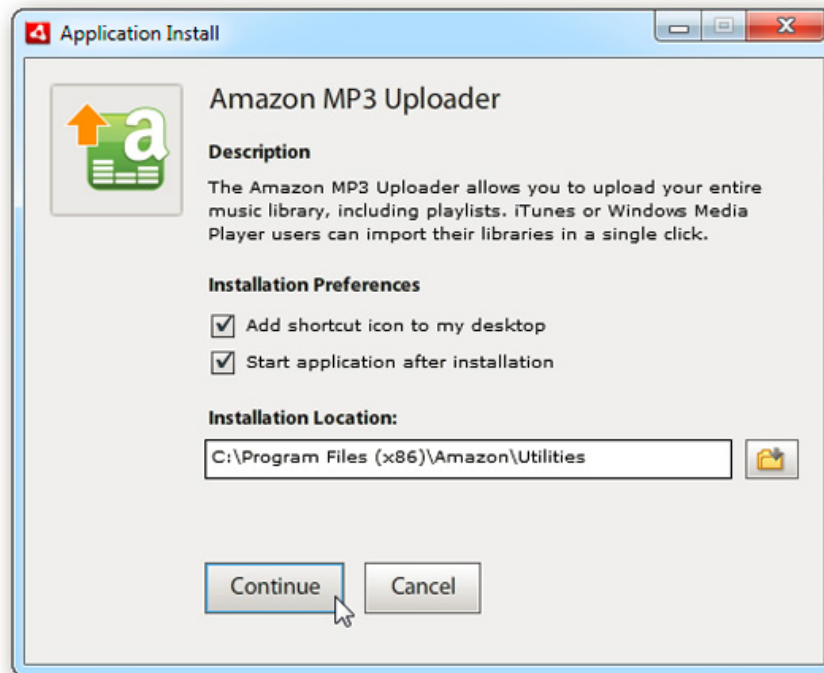 Application Install
Amazon MP3 Uploader
Description
The Amazon MP3 Uploader allows you to upload your entire
music library, including playlists. iTunes or Windows Media
Player users can import their libraries in a single click.
Installation Preferences
Add shortcut icon to my desktop
Start application after installation
Installation Location:
C:\Program Files (x86)\Amazon\Utilities
Continue Cancel